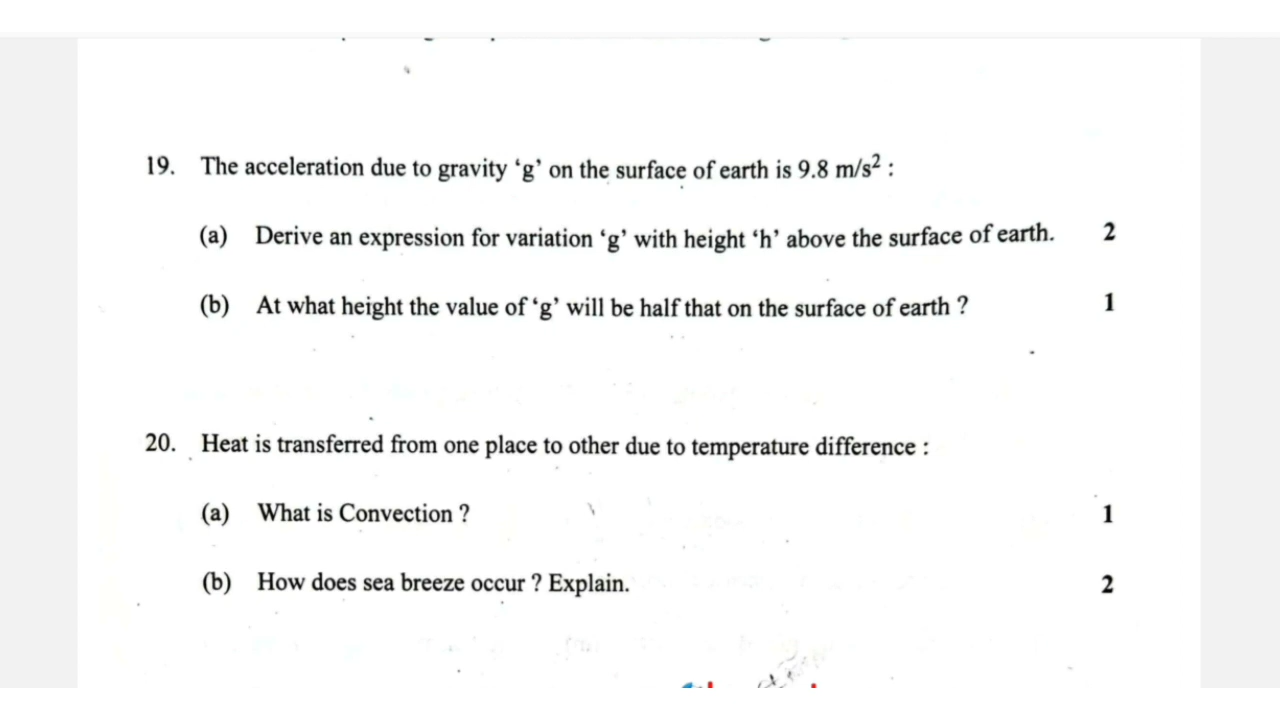 19. The acceleration due to gravity ‘g’ on the surface of earth is 9.8 m/s² :
(a) Derive an expression for variation ‘g’ with height ‘h’ above the surface of earth. 2
(b) At what height the value of ‘g’ will be half that on the surface of earth ? 1
20. Heat is transferred from one place to other due to temperature difference :
(a) What is Convection ? 1
(b) How does sea breeze occur ? Explain. 2